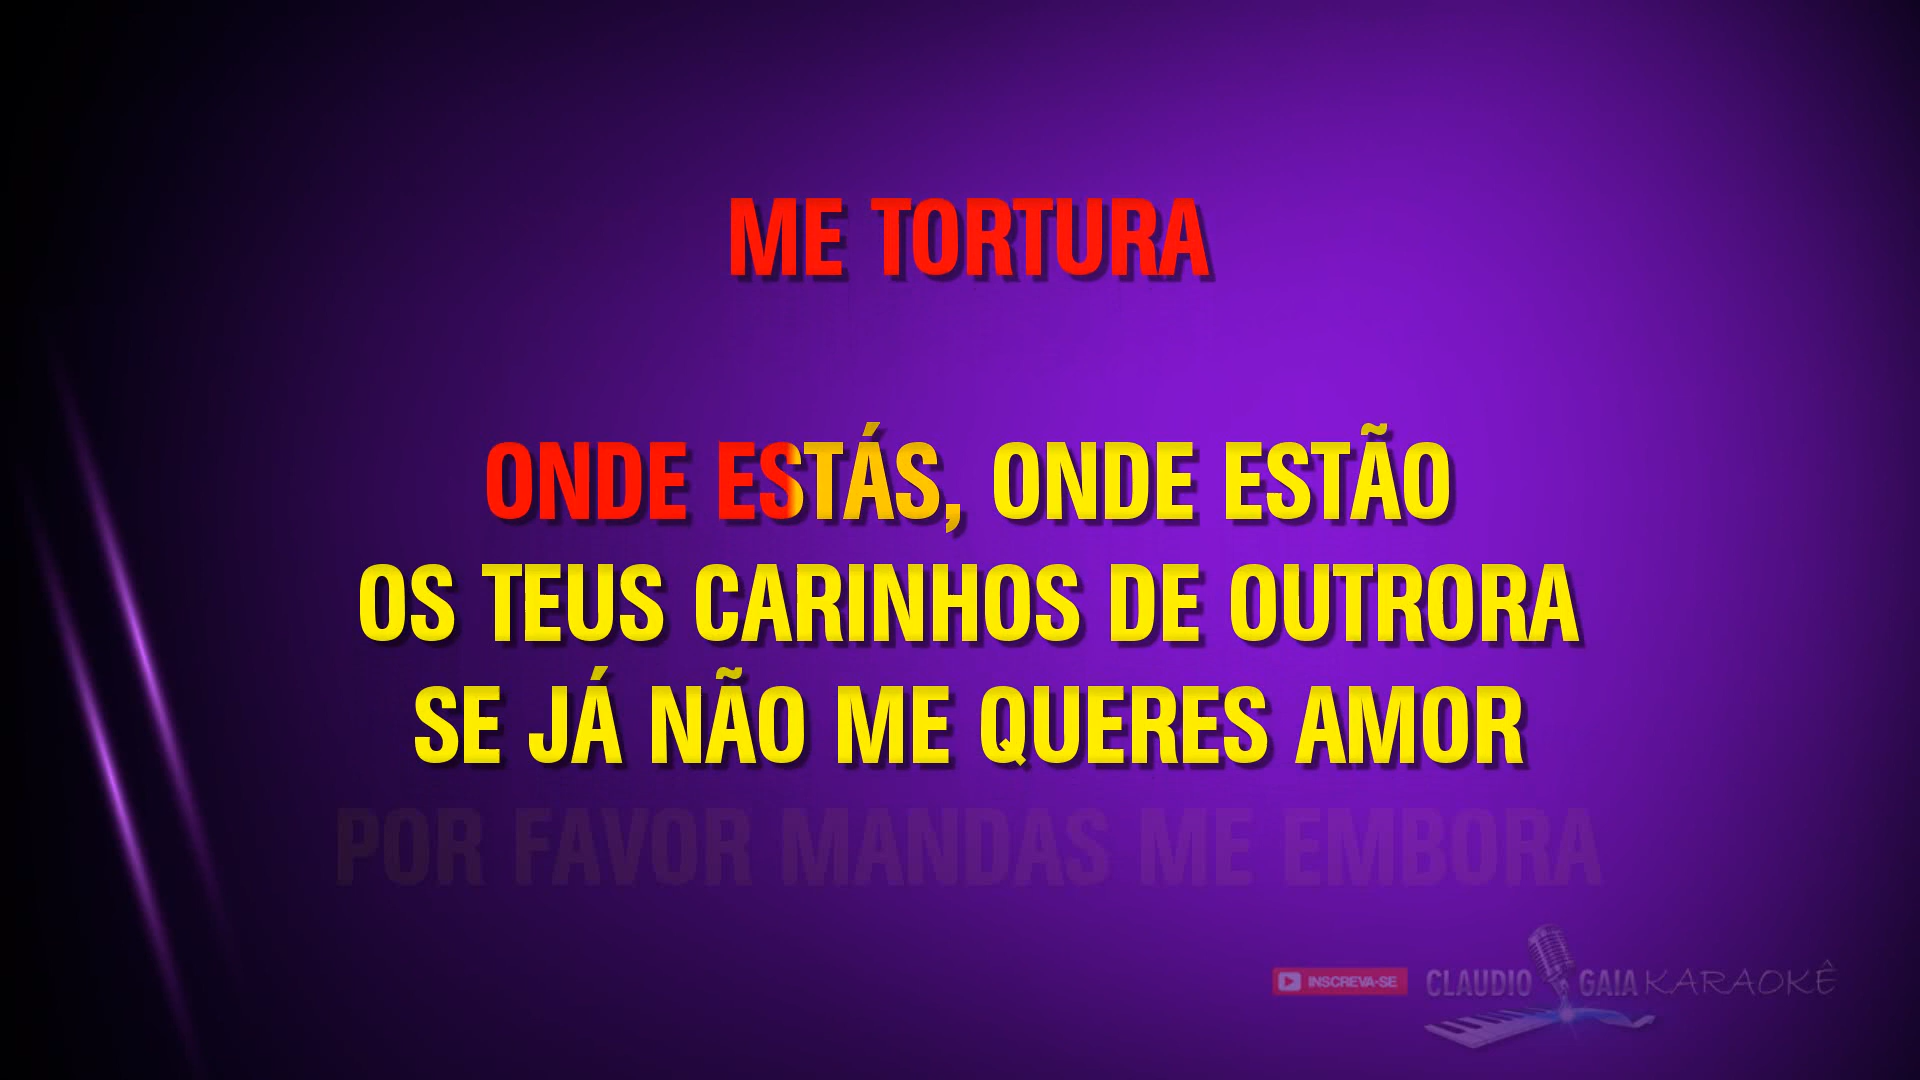 ME TORTURA
ONDE ESTÁS, ONDE ESTÃO
OS TEUS CARINHOS DE OUTRORA
SE JÁ NÃO ME QUERES AMOR
POR FAVOR MANDAS ME EMBORA
INSCREVA-SE CLAUDIO GAIA KARAOKÊ